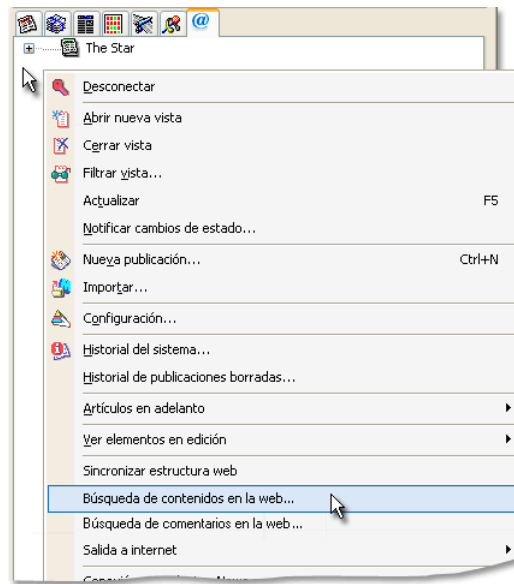 @
The Star
Desconectar
Abrir nueva vista
Cerrar vista
Filtrar vista...
Actualizar F5
Notificar cambios de estado...
Nueva publicación... Ctrl+N
Importar...
Configuración...
Historial del sistema...
Historial de publicaciones borradas...
Artículos en adelanto
Ver elementos en edición
Sincronizar estructura web
Búsqueda de contenidos en la web...
Búsqueda de comentarios en la web...
Salida a internet